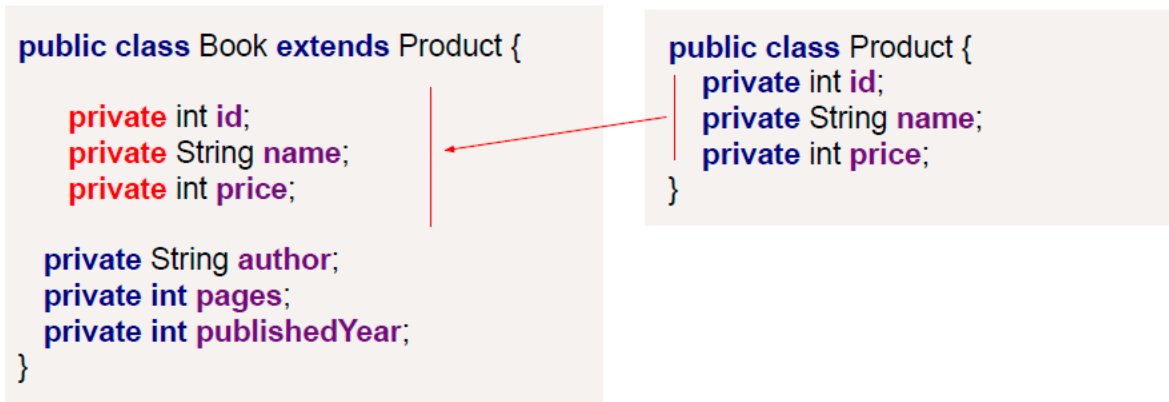 public class Book extends Product {
private int id;
private String name;
private int price;
private String author;
private int pages;
private int publishedYear;
}
public class Product {
private int id;
private String name;
private int price;
}